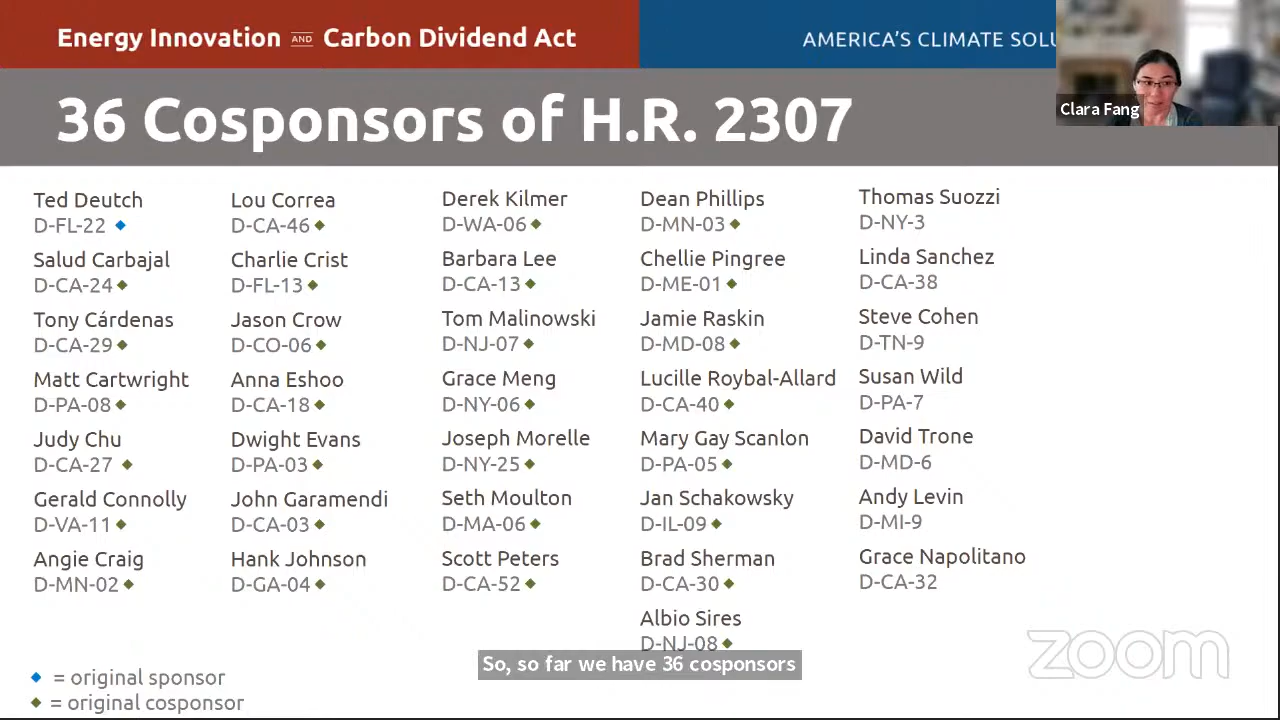 Energy Innovation AND Carbon Dividend Act
AMERICA'S CLIMATE SOLU
Clara Fang
36 Cosponsors of H.R. 2307
Ted Deutch
D-FL-22
Salud Carbajal
D-CA-24
Tony Cárdenas
D-CA-29
Matt Cartwright
D-PA-08
Judy Chu
D-CA-27
Gerald Connolly
D-VA-11
Angie Craig
D-MN-02
Lou Correa
D-CA-46
Charlie Crist
D-FL-13
Jason Crow
D-CO-06
Anna Eshoo
D-CA-18
Dwight Evans
D-PA-03
John Garamendi
D-CA-03
Hank Johnson
D-GA-04
Derek Kilmer
D-WA-06
Barbara Lee
D-CA-13
Tom Malinowski
D-NJ-07
Grace Meng
D-NY-06
Joseph Morelle
D-NY-25
Seth Moulton
D-MA-06
Scott Peters
D-CA-52
Dean Phillips
D-MN-03
Chellie Pingree
D-ME-01
Jamie Raskin
D-MD-08
Lucille Roybal-Allard
D-CA-40
Mary Gay Scanlon
D-PA-05
Jan Schakowsky
D-IL-09
Brad Sherman
D-CA-30
Albio Sires
D-NJ-08
Thomas Suozzi
D-NY-3
Linda Sanchez
D-CA-38
Steve Cohen
D-TN-9
Susan Wild
D-PA-7
David Trone
D-MD-6
Andy Levin
D-MI-9
Grace Napolitano
D-CA-32
zoom
So, so far we have 36 cosponsors
= original sponsor
= original cosponsor